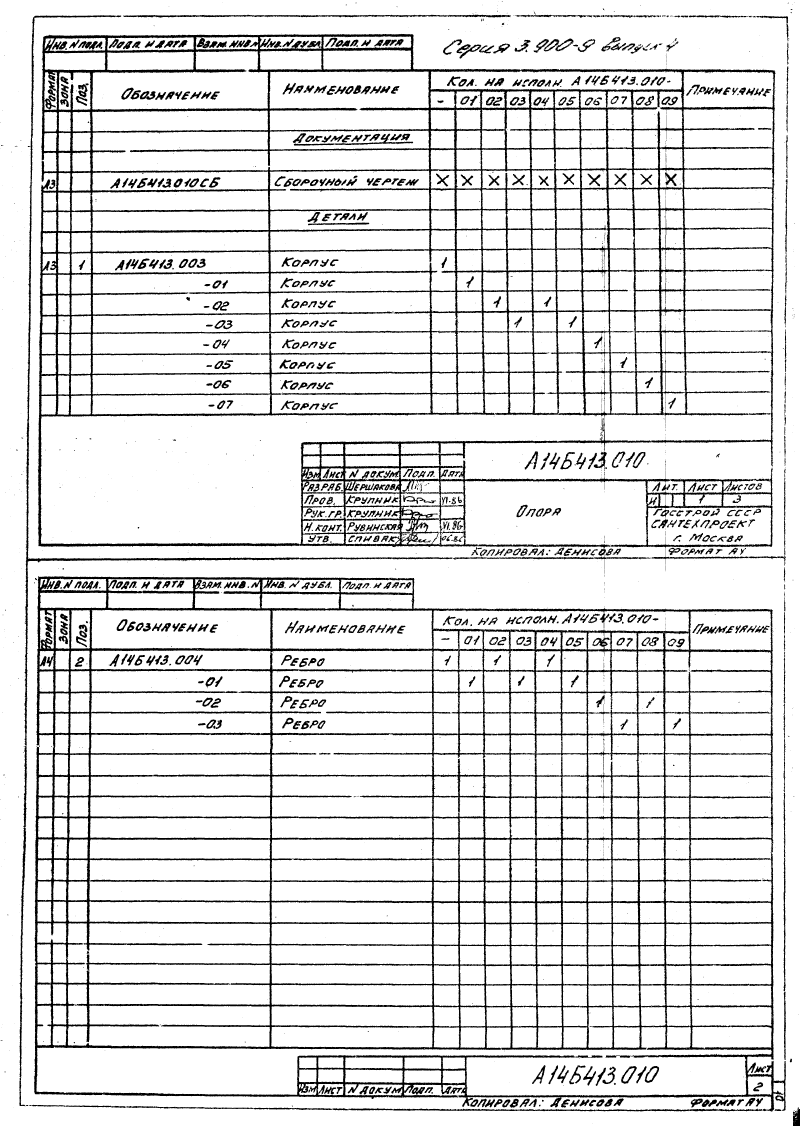 Серия 3.900-9 выпуск 4
Инв. N подл. Подп. и дата Взам. инв. N Инв. N дубл. Подп. и дата
Формат Зона Поз. Обозначение Наименование Кол. на исполн. А14Б413.010- Примечание
- 01 02 03 04 05 06 07 08 09
Документация
А3 А14Б413.010СБ Сборочный чертеж X X X X X X X X X X
Детали
А3 1 А14Б413.003 Корпус 1
-01 Корпус 1
-02 Корпус 1 1
-03 Корпус 1 1
-04 Корпус 1
-05 Корпус 1
-06 Корпус 1
-07 Корпус 1
А14Б413.010
Изм Лист N докум. Подп. Дата
Разраб. Шершакова
Пров. Крупник VI-86
Рук. гр. Крупник
Н. конт. Рубинская VI.86
Утв. Спивак 06.86
Опора
Лит. Лист Листов
И 1 3
Госстрой СССР
Сантехпроект
г. Москва
Копировал: Денисова Формат А4
Инв. N подл. Подп. и дата Взам. инв. N Инв. N дубл. Подп. и дата
Формат Зона Поз. Обозначение Наименование Кол. на исполн. А14Б413.010- Примечание
- 01 02 03 04 05 06 07 08 09
А4 2 А14Б413.004 Ребро 1 1 1
-01 Ребро 1 1 1
-02 Ребро 1 1
-03 Ребро 1 1
А14Б413.010
Лист
2
Изм Лист N докум Подп. Дата
Копировал: Денисова Формат А4